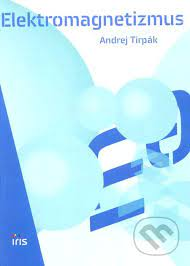 Elektromagnetizmus
Andrej Tirpák
iris